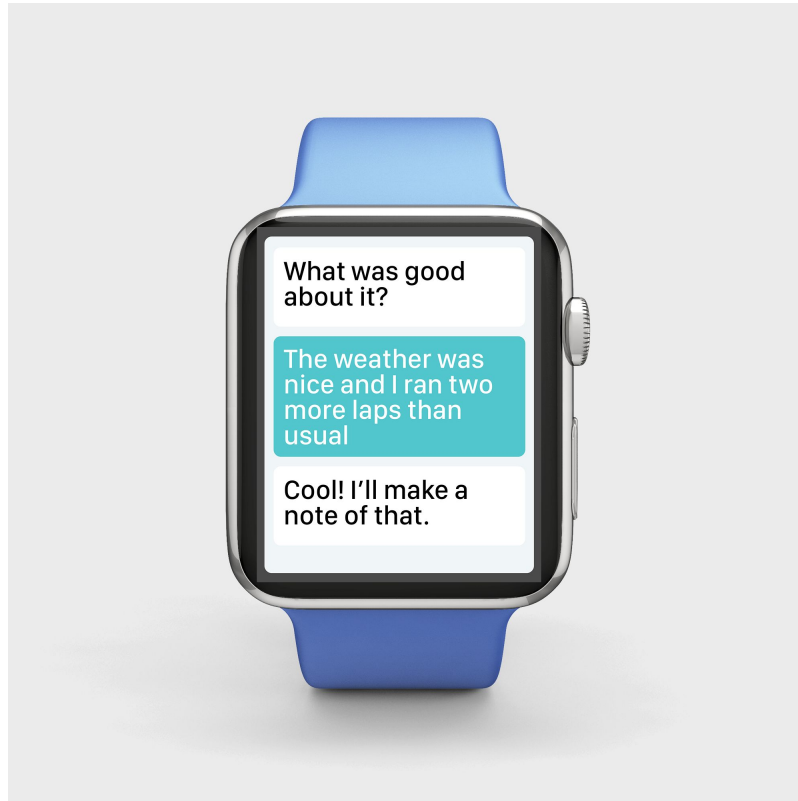 What was good
about it?
The weather was
nice and I ran two
more laps than
usual
Cool! I’ll make a
note of that.